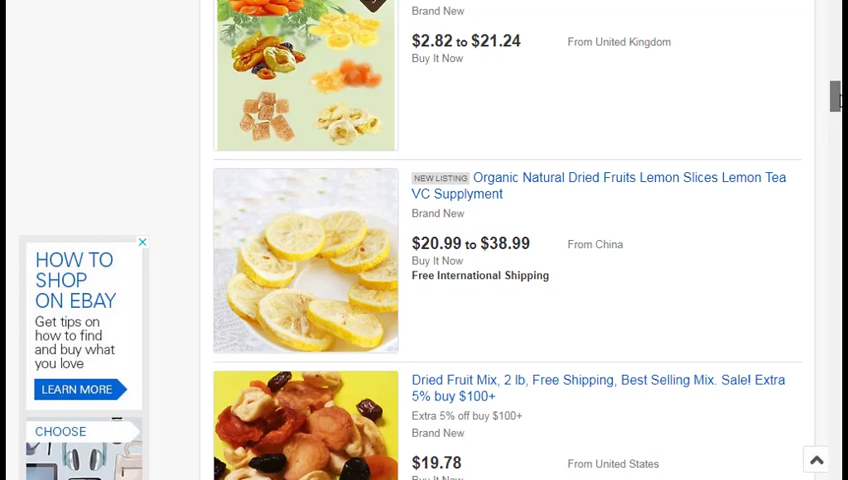 Brand New
$2.82 to $21.24
From United Kingdom
Buy It Now
NEW LISTING Organic Natural Dried Fruits Lemon Slices Lemon Tea
VC Supplyment
Brand New
$20.99 to $38.99
From China
Buy It Now
Free International Shipping
HOW TO
SHOP
ON EBAY
Get tips on
how to find
and buy what
you love
LEARN MORE
CHOOSE
Dried Fruit Mix, 2 lb, Free Shipping, Best Selling Mix. Sale! Extra
5% buy $100+
Extra 5% off buy $100+
Brand New
$19.78
From United States
Buy It Now